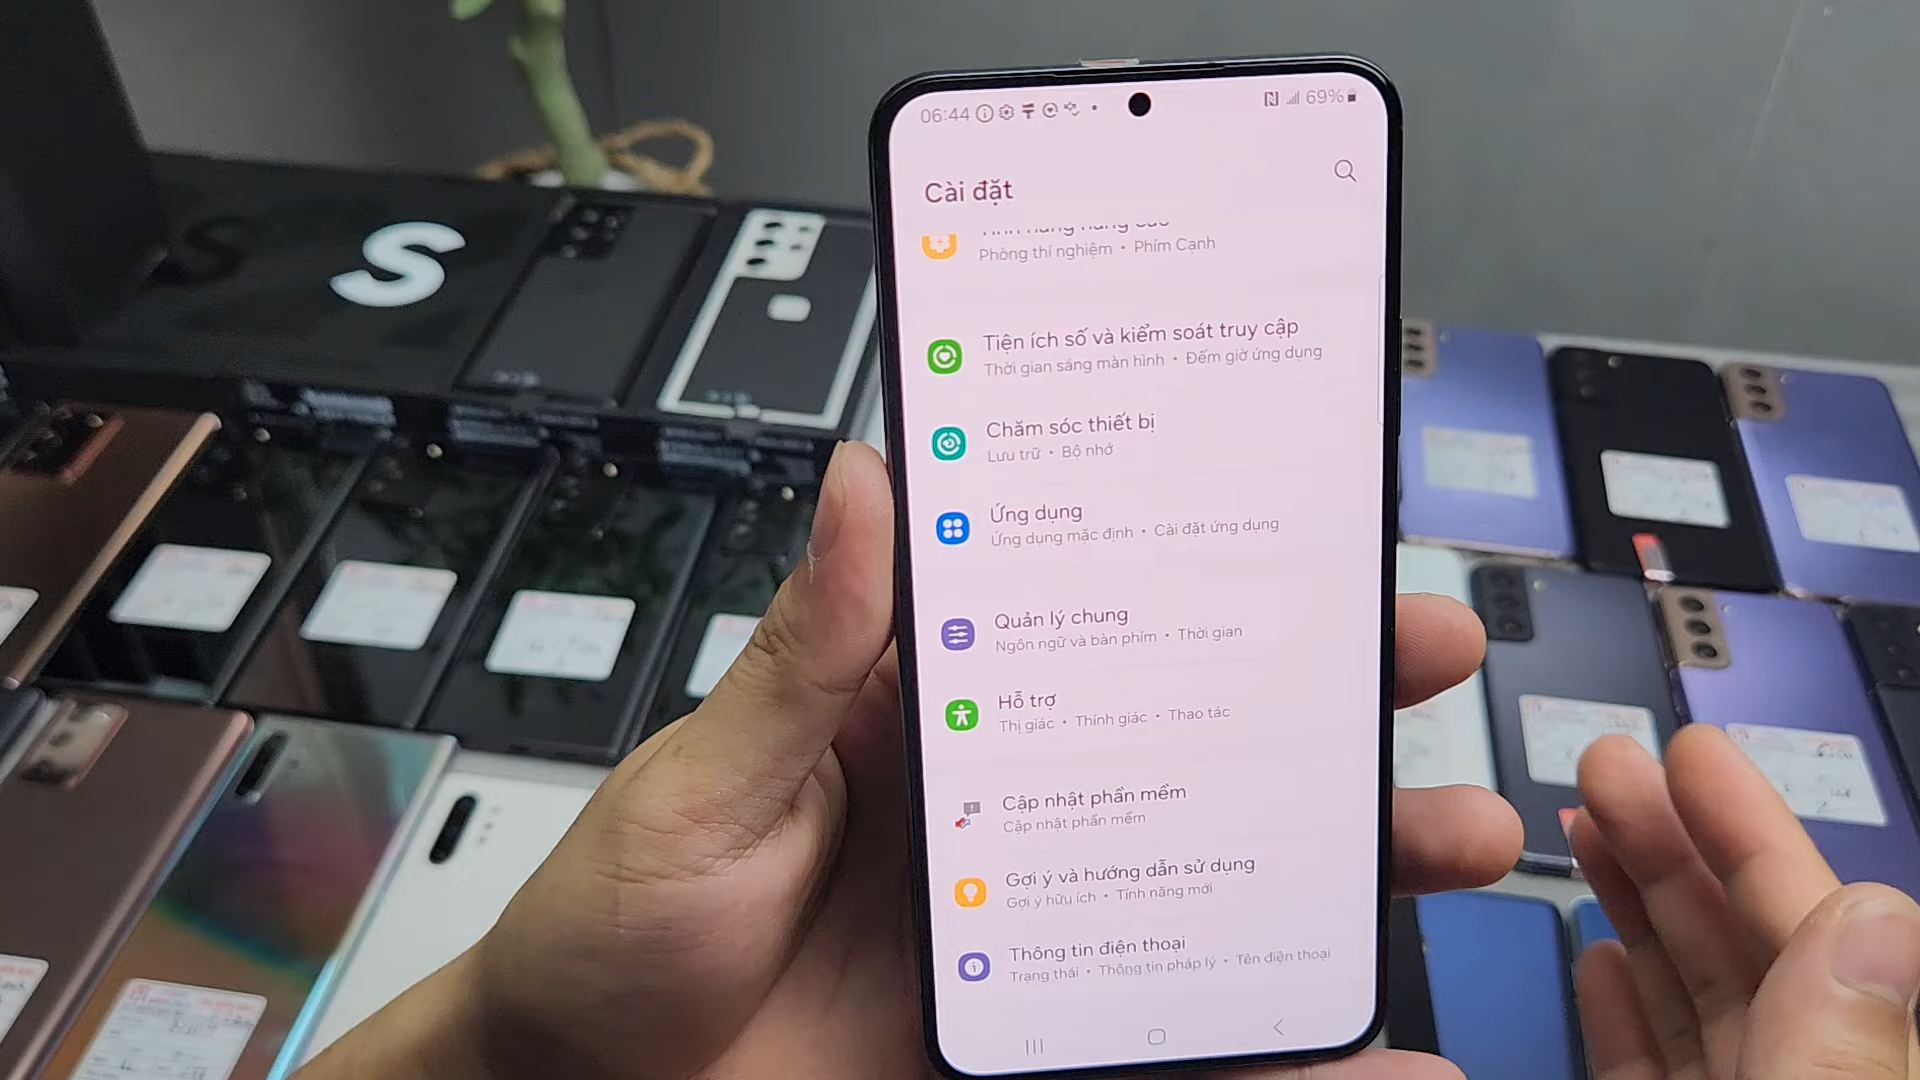 06:44
69%
Cài đặt
Phòng thí nghiệm • Phím Cạnh
Tiện ích số và kiểm soát truy cập
Thời gian sáng màn hình • Đếm giờ ứng dụng
Chăm sóc thiết bị
Lưu trữ • Bộ nhớ
Ứng dụng
Ứng dụng mặc định • Cài đặt ứng dụng
Quản lý chung
Ngôn ngữ và bàn phím • Thời gian
Hỗ trợ
Thị giác • Thính giác • Thao tác
Cập nhật phần mềm
Cập nhật phần mềm
Gợi ý và hướng dẫn sử dụng
Gợi ý hữu ích • Tính năng mới
Thông tin điện thoại
Trạng thái • Thông tin pháp lý • Tên điện thoại
S